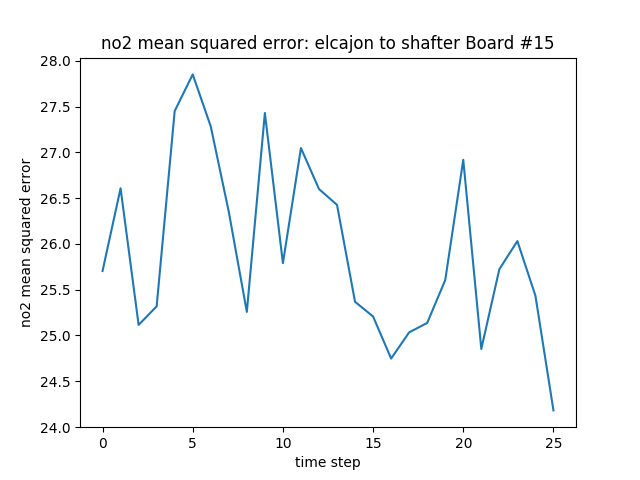 no2 mean squared error: elcajon to shafter Board #15
28.0
27.5
27.0
26.5
26.0
25.5
25.0
24.5
24.0
no2 mean squared error
0 5 10 15 20 25
time step